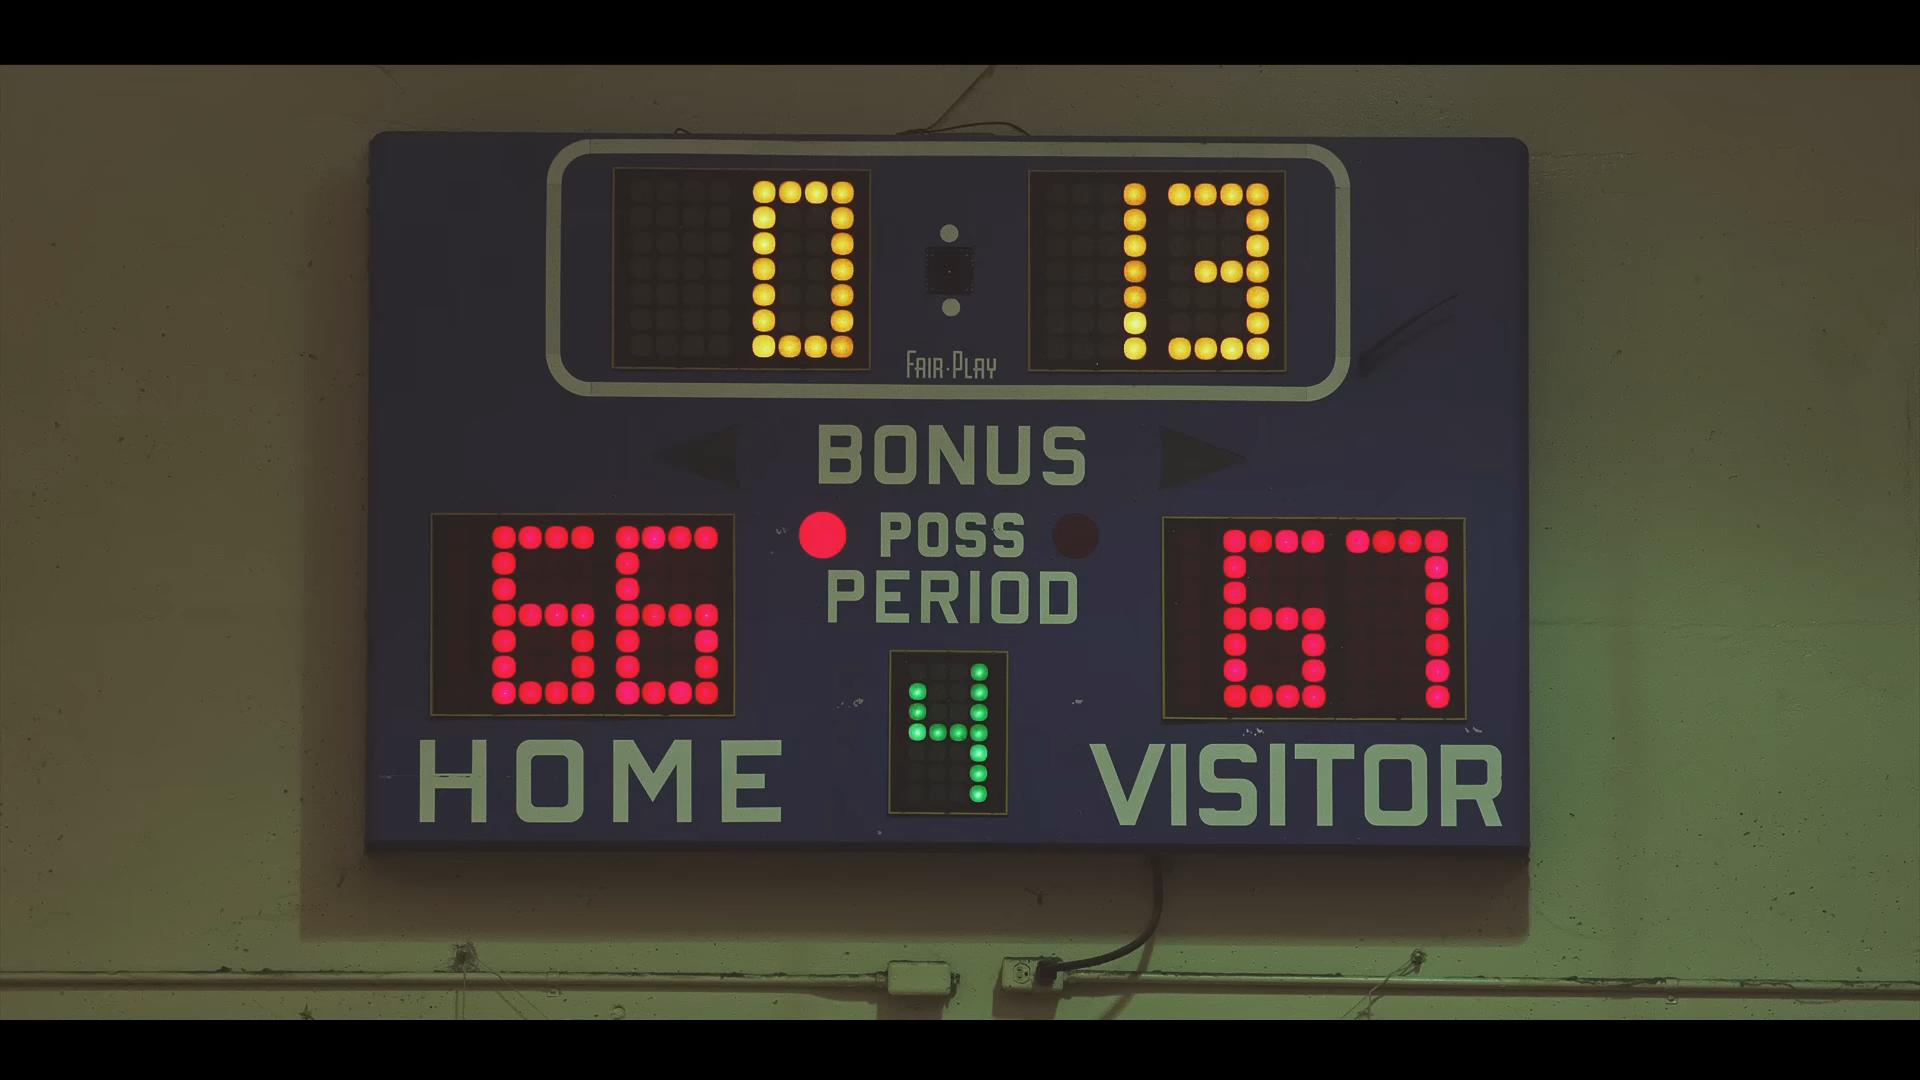 0 13
FAIR·PLAY
BONUS
66 POSS 67
PERIOD
4
HOME VISITOR